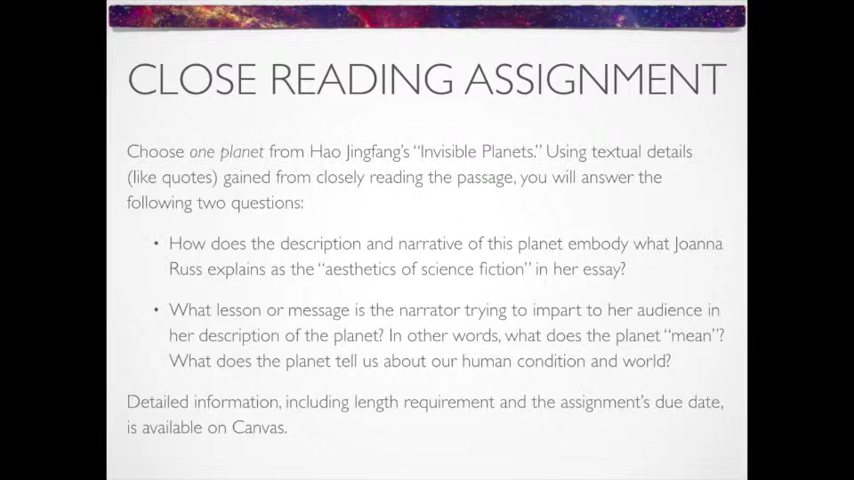 CLOSE READING ASSIGNMENT
Choose one planet from Hao Jingfang's “Invisible Planets.” Using textual details
(like quotes) gained from closely reading the passage, you will answer the
following two questions:
• How does the description and narrative of this planet embody what Joanna
Russ explains as the “aesthetics of science fiction” in her essay?
• What lesson or message is the narrator trying to impart to her audience in
her description of the planet? In other words, what does the planet “mean”?
What does the planet tell us about our human condition and world?
Detailed information, including length requirement and the assignment's due date,
is available on Canvas.